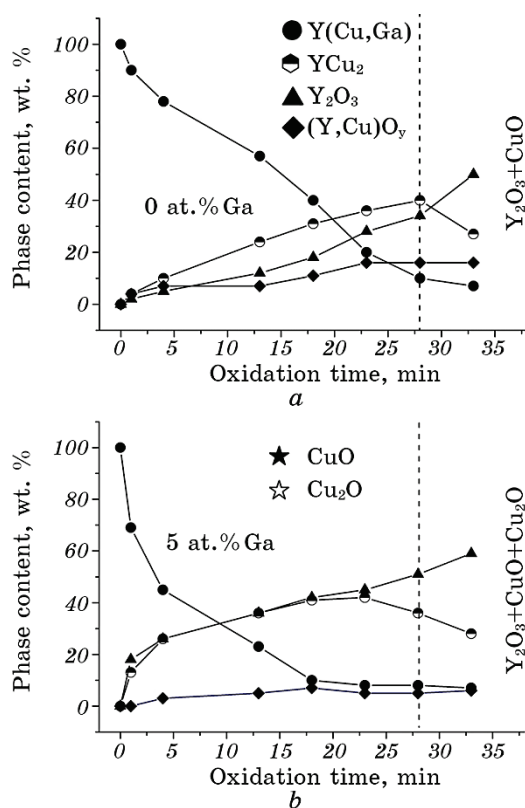 a
100
80
60
40
20
0
Phase content, wt. %
Y(Cu,Ga)
YCu₂
Y₂O₃
(Y,Cu)Oᵧ
0 at.% Ga
Y₂O₃+CuO
0 5 10 15 20 25 30 35
Oxidation time, min
a
100
80
60
40
20
0
Phase content, wt. %
CuO
Cu₂O
5 at.% Ga
Y₂O₃+CuO+Cu₂O
0 5 10 15 20 25 30 35
Oxidation time, min
b